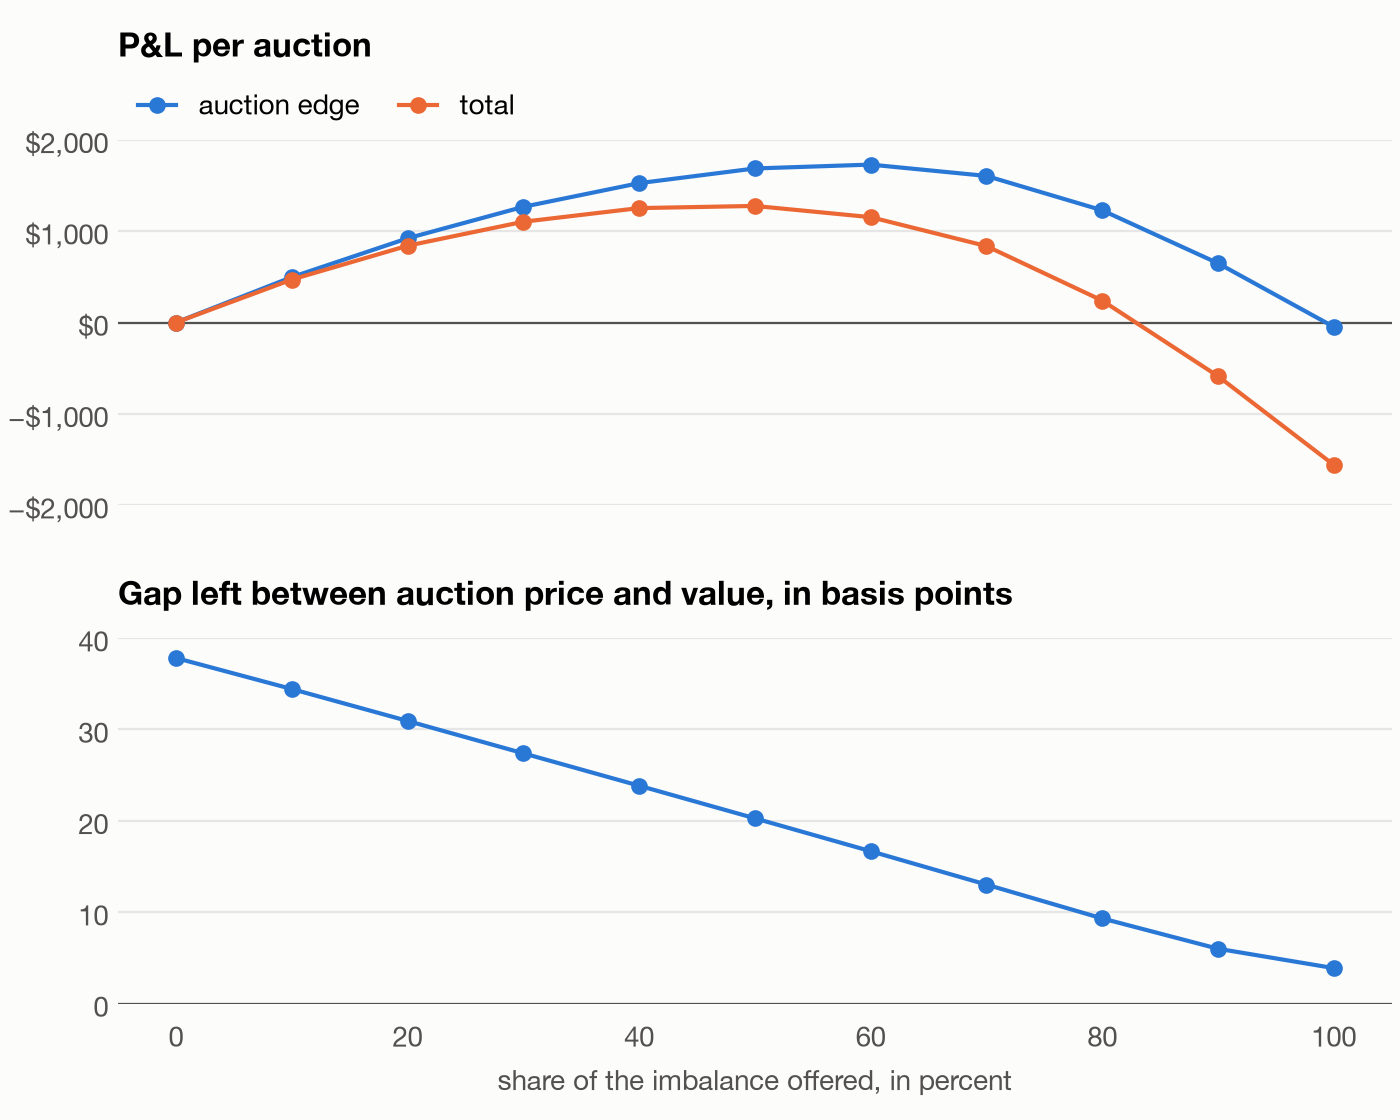 P&L per auction
auction edge
total
$2,000
$1,000
$0
−$1,000
−$2,000
Gap left between auction price and value, in basis points
40
30
20
10
0
0 20 40 60 80 100
share of the imbalance offered, in percent